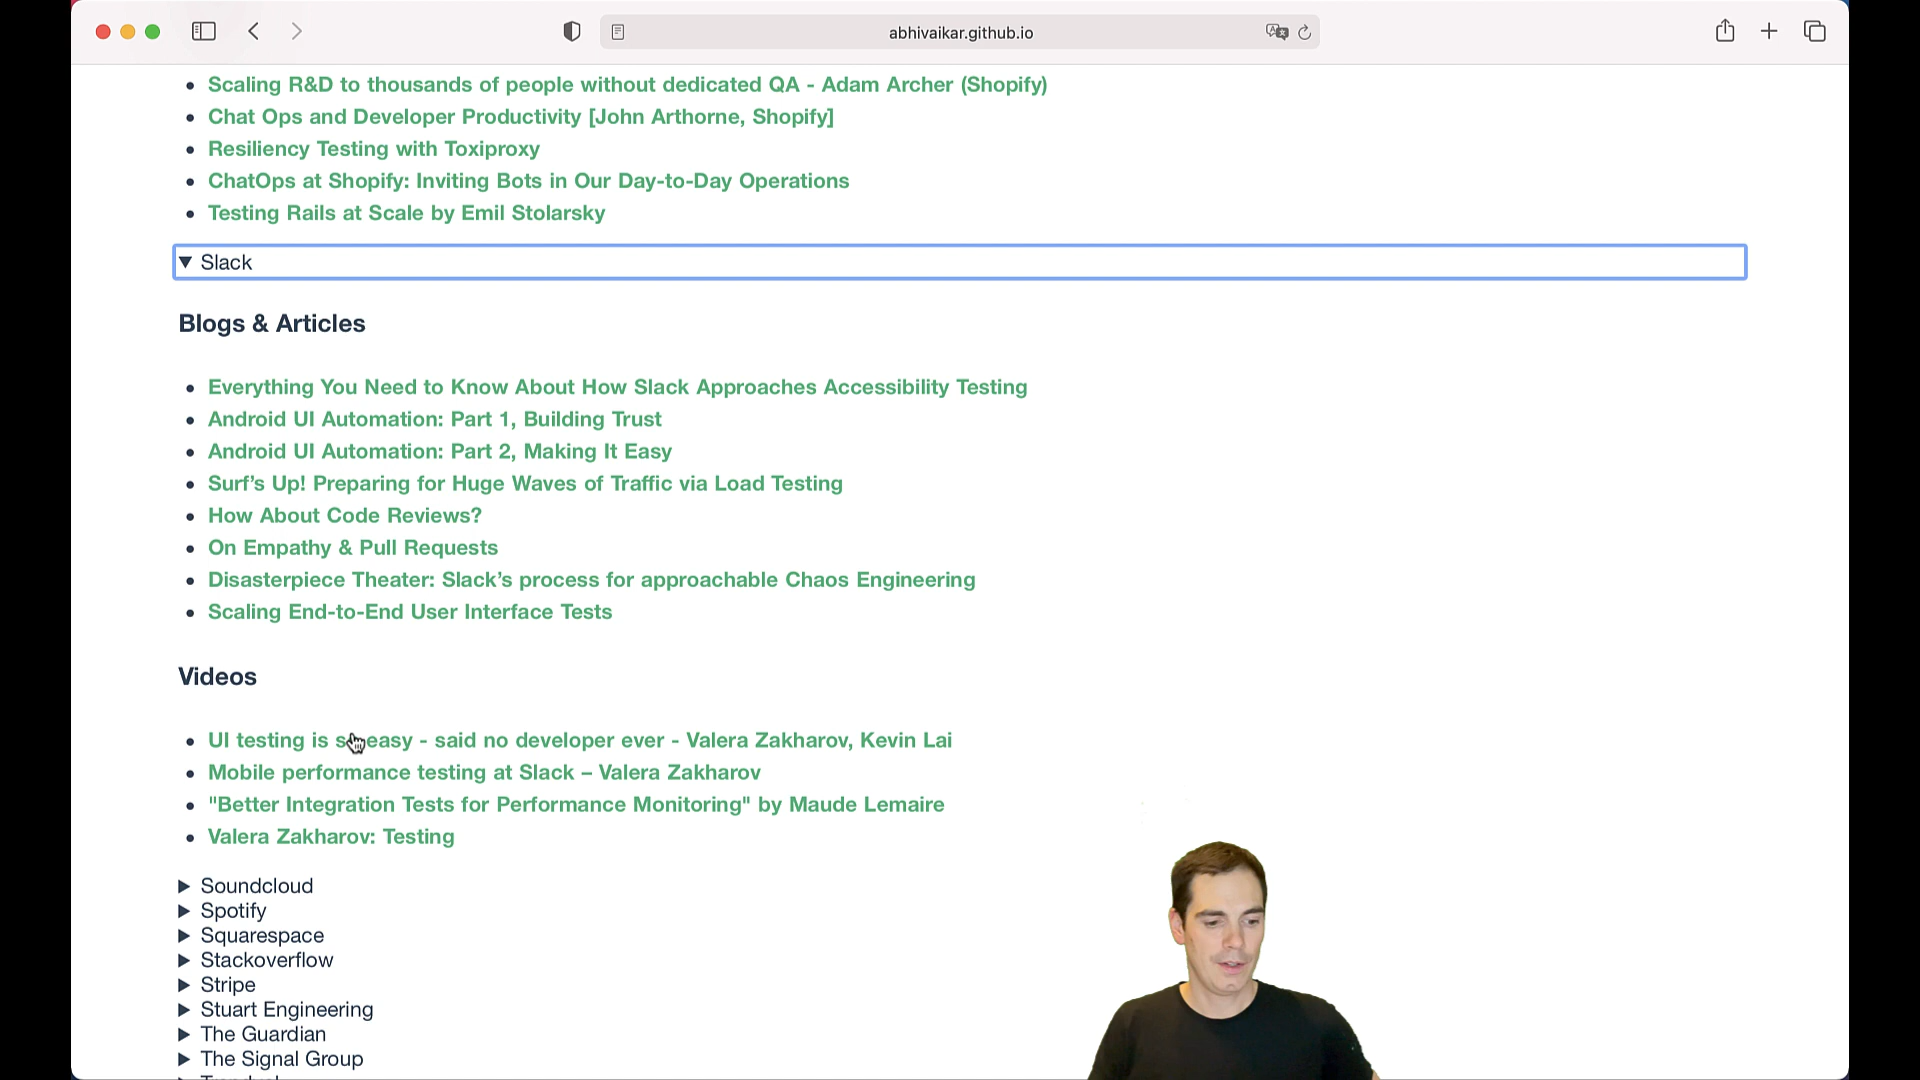 abhivaikar.github.io
Scaling R&D to thousands of people without dedicated QA - Adam Archer (Shopify)
Chat Ops and Developer Productivity [John Arthorne, Shopify]
Resiliency Testing with Toxiproxy
ChatOps at Shopify: Inviting Bots in Our Day-to-Day Operations
Testing Rails at Scale by Emil Stolarsky
Slack
Blogs & Articles
Everything You Need to Know About How Slack Approaches Accessibility Testing
Android UI Automation: Part 1, Building Trust
Android UI Automation: Part 2, Making It Easy
Surf’s Up! Preparing for Huge Waves of Traffic via Load Testing
How About Code Reviews?
On Empathy & Pull Requests
Disasterpiece Theater: Slack’s process for approachable Chaos Engineering
Scaling End-to-End User Interface Tests
Videos
UI testing is easy - said no developer ever - Valera Zakharov, Kevin Lai
Mobile performance testing at Slack – Valera Zakharov
"Better Integration Tests for Performance Monitoring" by Maude Lemaire
Valera Zakharov: Testing
Soundcloud
Spotify
Squarespace
Stackoverflow
Stripe
Stuart Engineering
The Guardian
The Signal Group